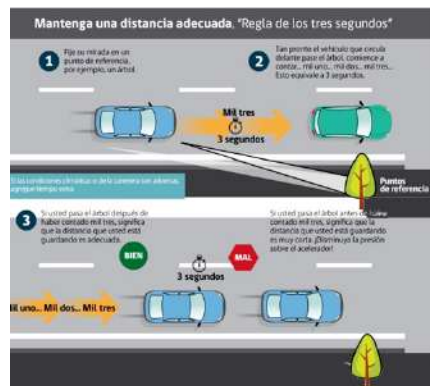 Mantenga una distancia adecuada. "Regla de los tres segundos"
1
Fije su mirada en un
punto de referencia,
por ejemplo, un árbol.
2
Tan pronto el vehículo que circula
delante pase el árbol, comience a
contar... mil uno... mil dos... mil tres...
Esto equivale a 3 segundos.
Mil tres
3 segundos
Si las condiciones climáticas o de la carretera son adversas,
agregue tiempo extra.
Puntos
de referencia
3
Si usted pasa el árbol después de
haber contado mil tres, significa
que la distancia que usted está
guardando es adecuada.
BIEN
Si usted pasa el árbol antes de haber
contado mil tres, significa que la
distancia que usted está guardando
es muy corta. ¡Disminuya la presión
sobre el acelerador!
MAL
3 segundos
Mil uno... Mil dos... Mil tres